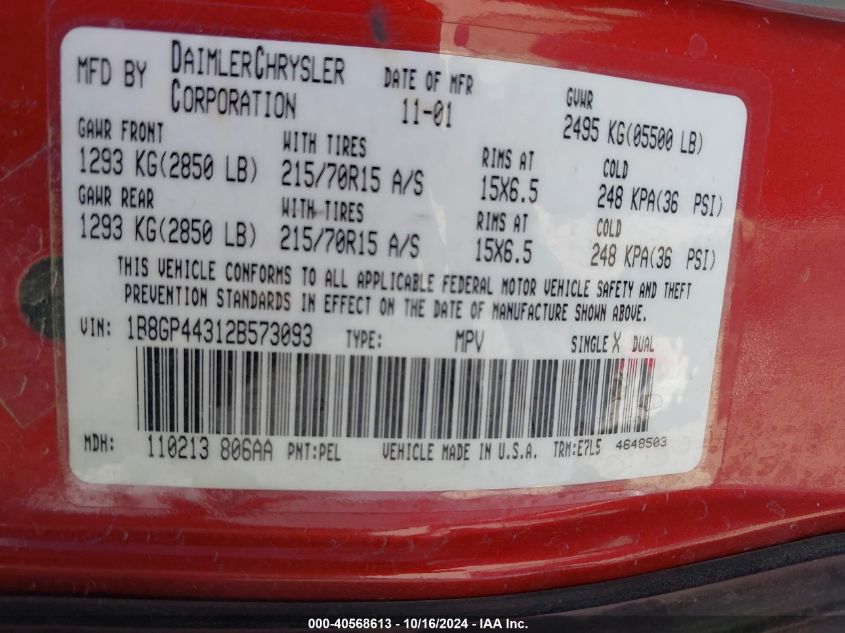 MFD BY DAIMLERCHRYSLER CORPORATION DATE OF MFR 11-01 GVWR 2495 KG(05500 LB)
GAWR FRONT WITH TIRES RIMS AT COLD
1293 KG(2850 LB) 215/70R15 A/S 15X6.5 248 KPA(36 PSI)
GAWR REAR WITH TIRES RIMS AT COLD
1293 KG(2850 LB) 215/70R15 A/S 15X6.5 248 KPA(36 PSI)
THIS VEHICLE CONFORMS TO ALL APPLICABLE FEDERAL MOTOR VEHICLE SAFETY AND THEFT
PREVENTION STANDARDS IN EFFECT ON THE DATE OF MANUFACTURE SHOWN ABOVE.
VIN: 1B8GP44312B573093 TYPE: MPV SINGLE X DUAL
MDH: 110213 806AA PNT:PEL VEHICLE MADE IN U.S.A. TRM:E7L5 4648503
000-40568613 - 10/16/2024 - IAA Inc.